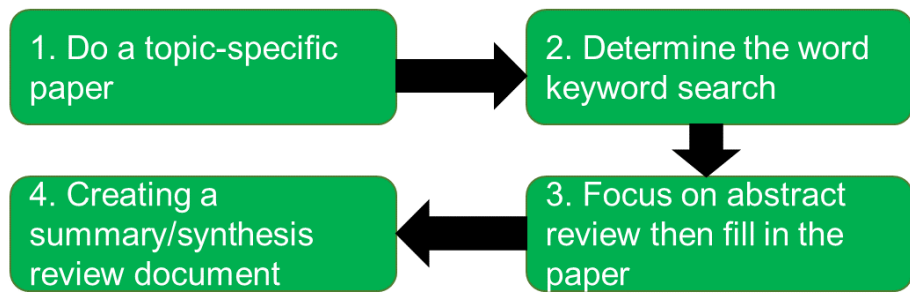 1. Do a topic-specific
paper
2. Determine the word
keyword search
3. Focus on abstract
review then fill in the
paper
4. Creating a
summary/synthesis
review document